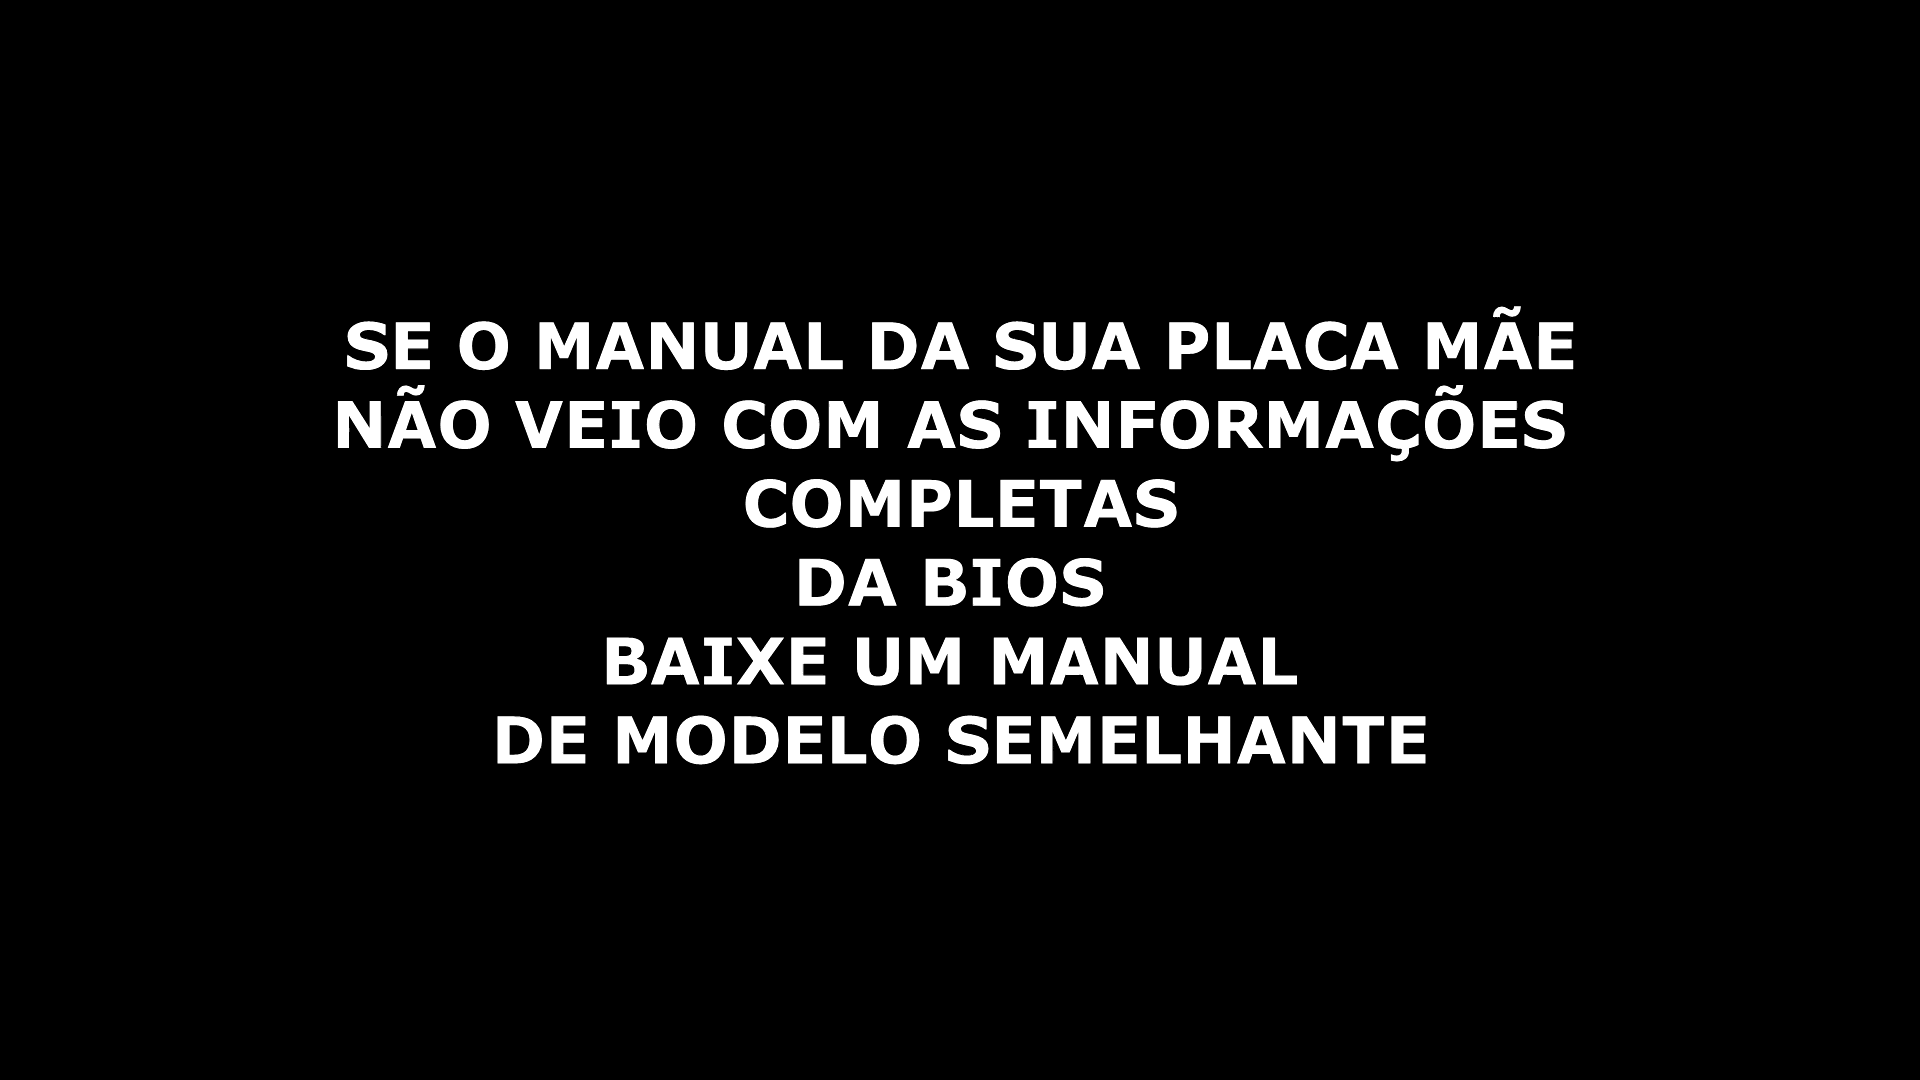 SE O MANUAL DA SUA PLACA MÃE
NÃO VEIO COM AS INFORMAÇÕES
COMPLETAS
DA BIOS
BAIXE UM MANUAL
DE MODELO SEMELHANTE